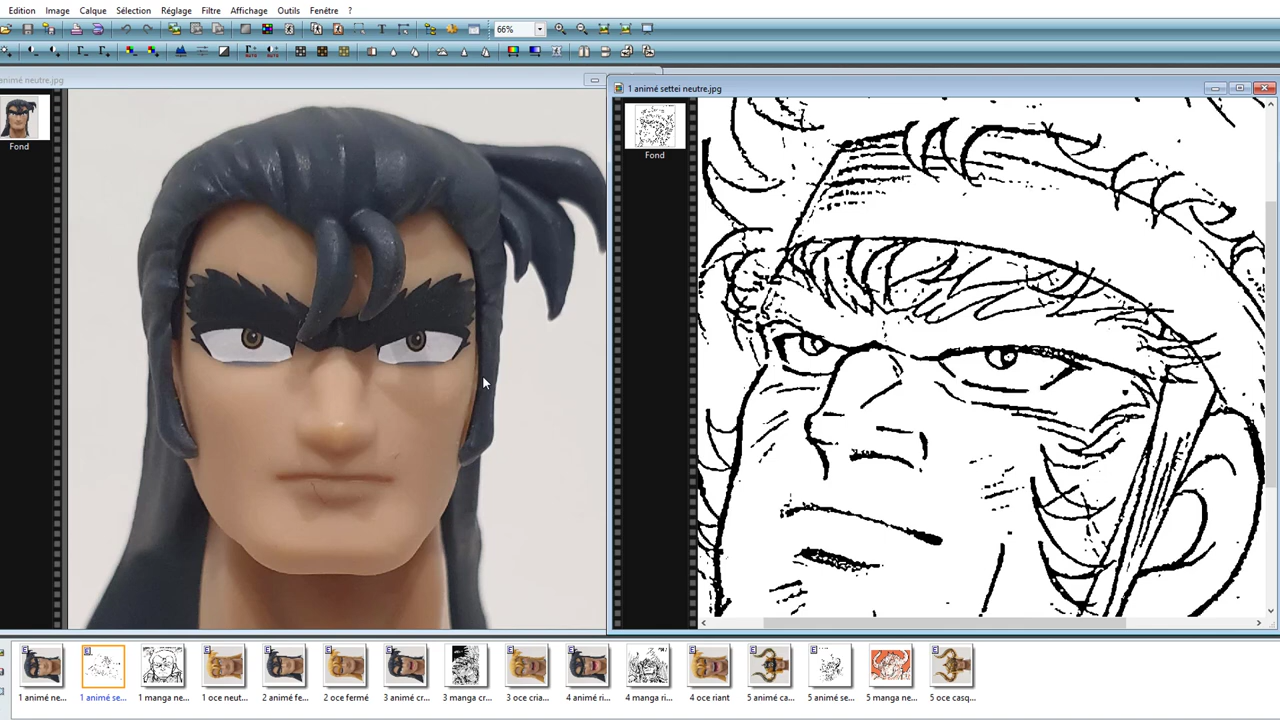 Edition Image Calque Sélection Réglage Filtre Affichage Outils Fenêtre ?
66%
AUTO AUTO
animé neutre.jpg
1 animé settei neutre.jpg
Fond
Fond
1 animé ne... 1 animé se... 1 manga ne... 1 oce neut... 2 animé fe... 2 oce fermé 3 animé cr... 3 manga cr... 3 oce cria... 4 animé ri... 4 manga ri... 4 oce riant 5 animé ca... 5 animé se... 5 manga ne... 5 oce casq...